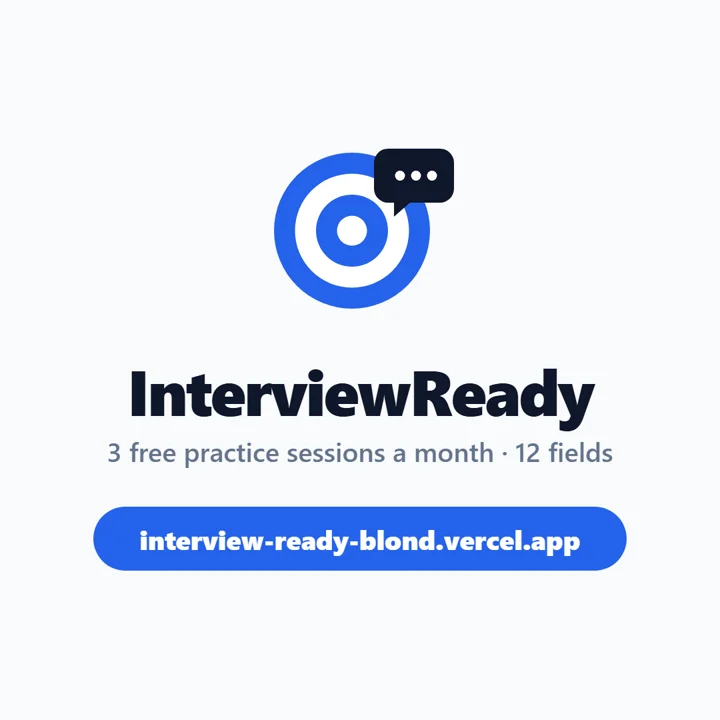 InterviewReady
3 free practice sessions a month · 12 fields
interview-ready-blond.vercel.app